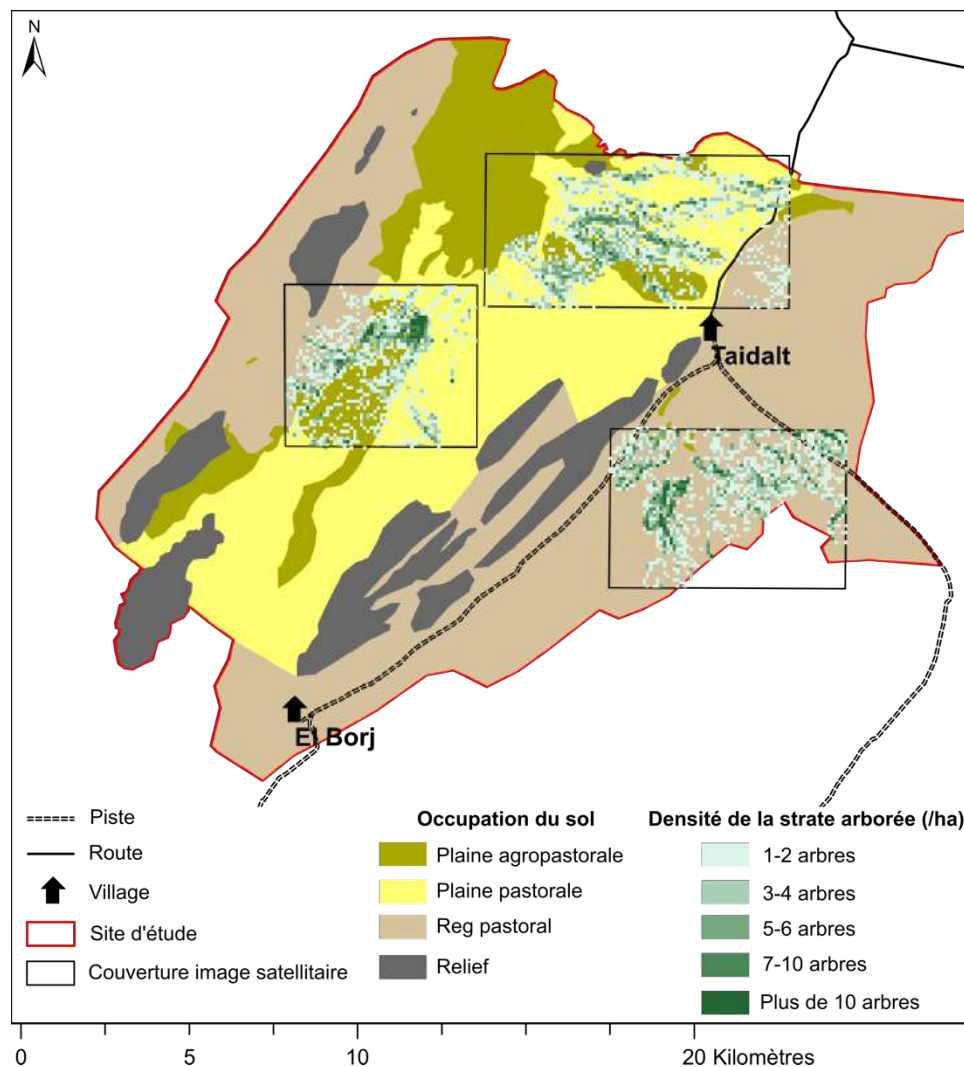 N
Taidalt
El Borj
Piste
Route
Village
Site d'étude
Couverture image satellitaire
Occupation du sol
Plaine agropastorale
Plaine pastorale
Reg pastoral
Relief
Densité de la strate arborée (/ha)
1-2 arbres
3-4 arbres
5-6 arbres
7-10 arbres
Plus de 10 arbres
0 5 10 20 Kilomètres